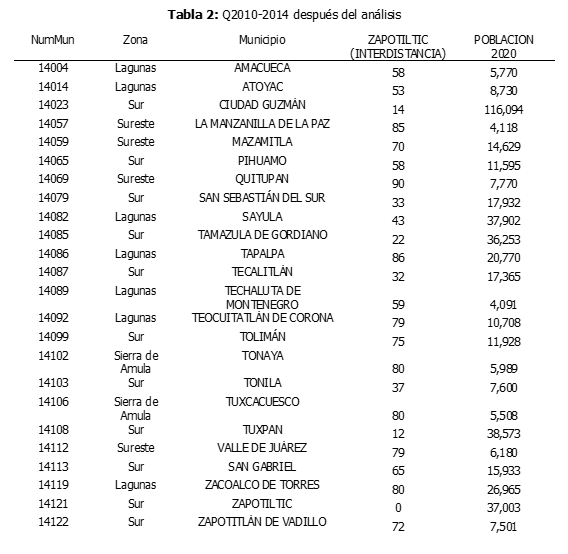 Tabla 2: Q2010-2014 después del análisis
NumMun Zona Municipio ZAPOTILTIC (INTERDISTANCIA) POBLACION 2020
14004 Lagunas AMACUECA 58 5,770
14014 Lagunas ATOYAC 53 8,730
14023 Sur CIUDAD GUZMÁN 14 116,094
14057 Sureste LA MANZANILLA DE LA PAZ 85 4,118
14059 Sureste MAZAMITLA 70 14,629
14065 Sur PIHUAMO 58 11,595
14069 Sureste QUITUPAN 90 7,770
14079 Sur SAN SEBASTIÁN DEL SUR 33 17,932
14082 Lagunas SAYULA 43 37,902
14085 Sur TAMAZULA DE GORDIANO 22 36,253
14086 Lagunas TAPALPA 86 20,770
14087 Sur TECALITLÁN 32 17,365
14089 Lagunas TECHALUTA DE MONTENEGRO 59 4,091
14092 Lagunas TEOCUITATLÁN DE CORONA 79 10,708
14099 Sur TOLIMÁN 75 11,928
14102 Sierra de Amula TONAYA 80 5,989
14103 Sur TONILA 37 7,600
14106 Sierra de Amula TUXCACUESCO 80 5,508
14108 Sur TUXPAN 12 38,573
14112 Sureste VALLE DE JUÁREZ 79 6,180
14113 Sur SAN GABRIEL 65 15,933
14119 Lagunas ZACOALCO DE TORRES 80 26,965
14121 Sur ZAPOTILTIC 0 37,003
14122 Sur ZAPOTITLÁN DE VADILLO 72 7,501